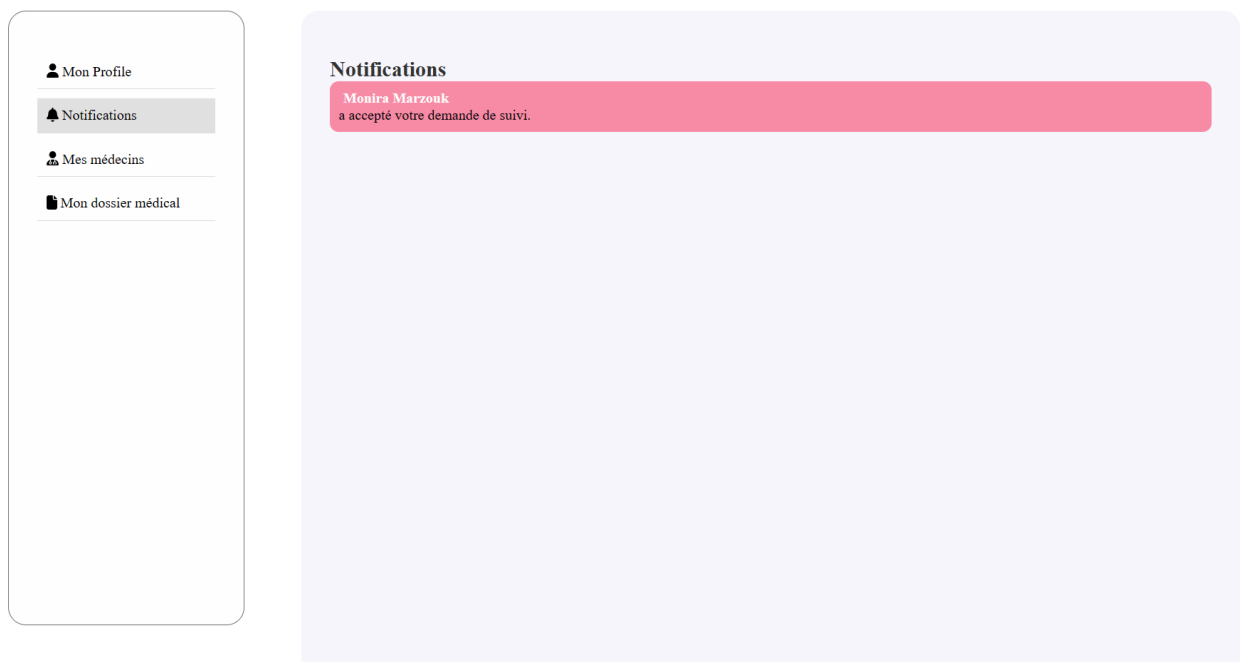 Mon Profile
Notifications
Mes médecins
Mon dossier médical
Notifications
Monira Marzouk
a accepté votre demande de suivi.